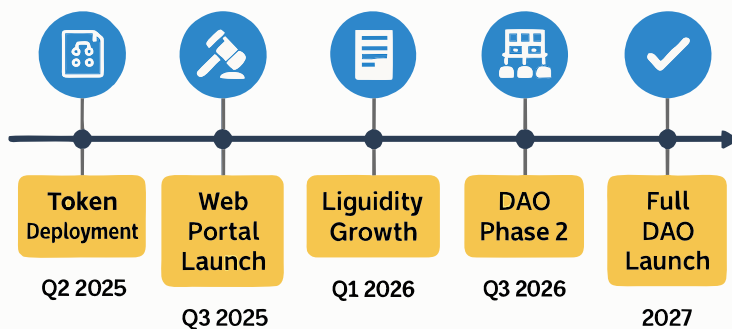 Token
Deployment
Q2 2025
Web
Portal
Launch
Q3 2025
Liguidity
Growth
Q1 2026
DAO
Phase 2
Q3 2026
Full
DAO
Launch
2027